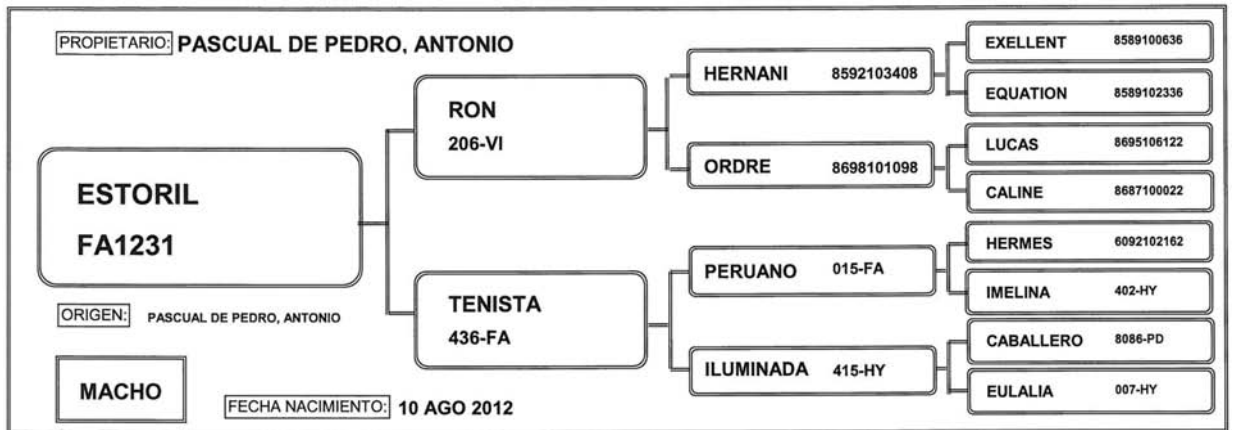 PROPIETARIO: PASCUAL DE PEDRO, ANTONIO
ESTORIL
FA1231
ORIGEN: PASCUAL DE PEDRO, ANTONIO
MACHO
FECHA NACIMIENTO: 10 AGO 2012
RON
206-VI
TENISTA
436-FA
HERNANI 8592103408
ORDRE 8698101098
PERUANO 015-FA
ILUMINADA 415-HY
EXELLENT 8589100636
EQUATION 8589102336
LUCAS 8695106122
CALINE 8687100022
HERMES 6092102162
IMELINA 402-HY
CABALLERO 8086-PD
EULALIA 007-HY